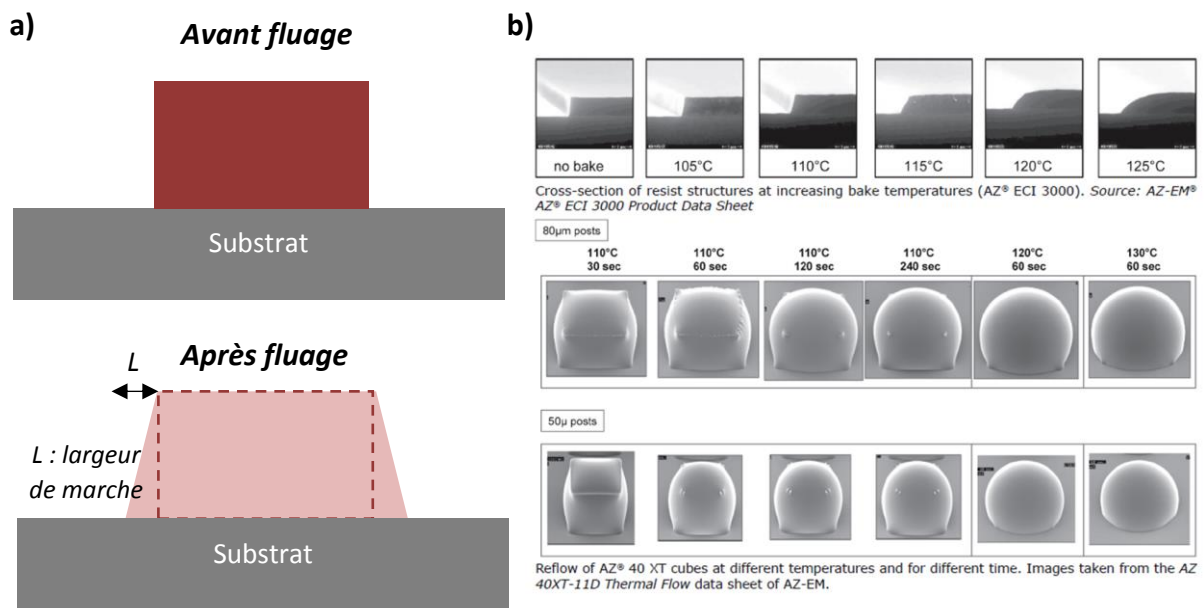 a)
Avant fluage
Substrat
L
Après fluage
L : largeur
de marche
Substrat
b)
no bake
105°C
110°C
115°C
120°C
125°C
Cross-section of resist structures at increasing bake temperatures (AZ® ECI 3000). Source: AZ-EM®
AZ® ECI 3000 Product Data Sheet
80µm posts
110°C
30 sec
110°C
60 sec
110°C
120 sec
110°C
240 sec
120°C
60 sec
130°C
60 sec
50µ posts
Reflow of AZ® 40 XT cubes at different temperatures and for different time. Images taken from the AZ
40XT-11D Thermal Flow data sheet of AZ-EM.